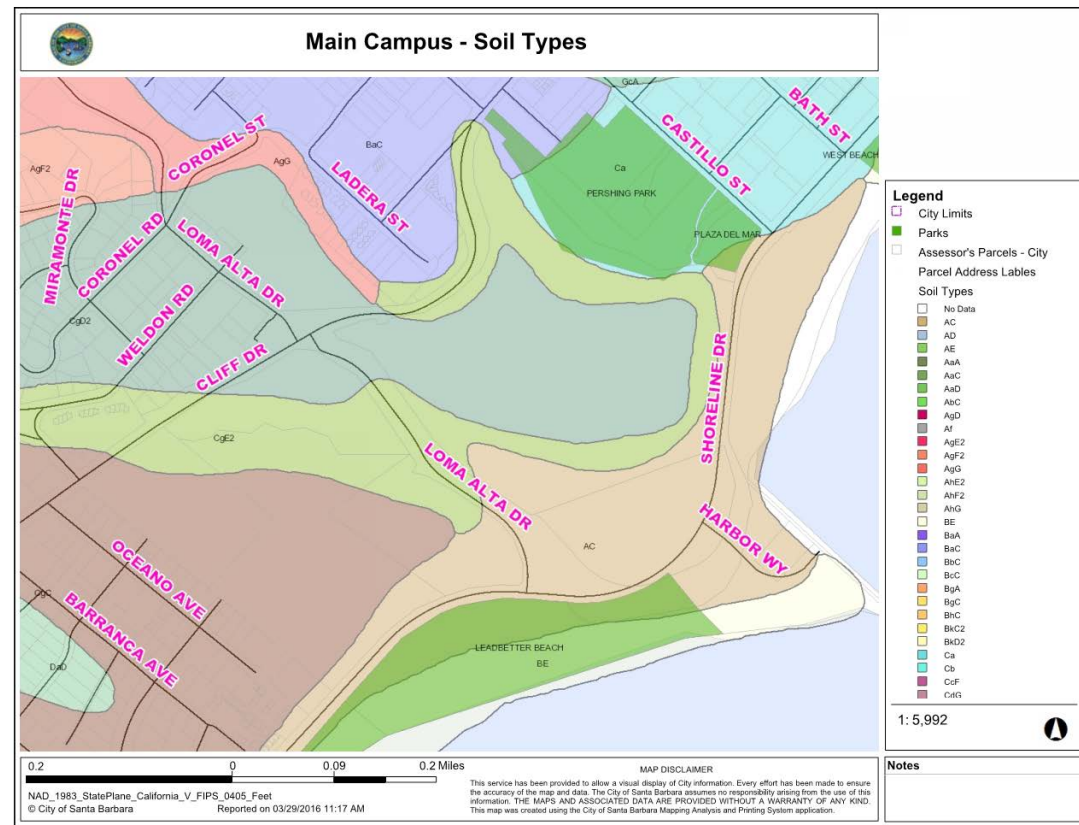 Main Campus - Soil Types
GcA
BATH ST
CORONEL ST
CASTILLO ST
BaC
AgG
WEST BEACH
Ca
AgF2
LADERA ST
PERSHING PARK
MIRAMONTE DR
CORONEL RD
LOMA ALTA DR
PLAZA DEL MAR
WELDON RD
CgD2
CLIFF DR
SHORELINE DR
CgE2
LOMA ALTA DR
HARBOR WY
AC
OCEANO AVE
CgC
BARRANCA AVE
LEADBETTER BEACH
BE
DaD
Legend
City Limits
Parks
Assessor's Parcels - City
Parcel Address Lables
Soil Types
No Data
AC
AD
AE
AaA
AaC
AaD
AbC
AgD
Af
AgE2
AgF2
AgG
AhE2
AhF2
AhG
BE
BaA
BaC
BbC
BcC
BgA
BgC
BhC
BkC2
BkD2
Ca
Cb
CcF
CdG
1: 5,992
0.2 0 0.09 0.2 Miles
NAD_1983_StatePlane_California_V_FIPS_0405_Feet
© City of Santa Barbara Reported on 03/29/2016 11:17 AM
MAP DISCLAIMER
This service has been provided to allow a visual display of City information. Every effort has been made to ensure
the accuracy of the map and data. The City of Santa Barbara assumes no responsibility arising from the use of this
information. THE MAPS AND ASSOCIATED DATA ARE PROVIDED WITHOUT A WARRANTY OF ANY KIND.
This map was created using the City of Santa Barbara Mapping Analysis and Printing System application.
Notes